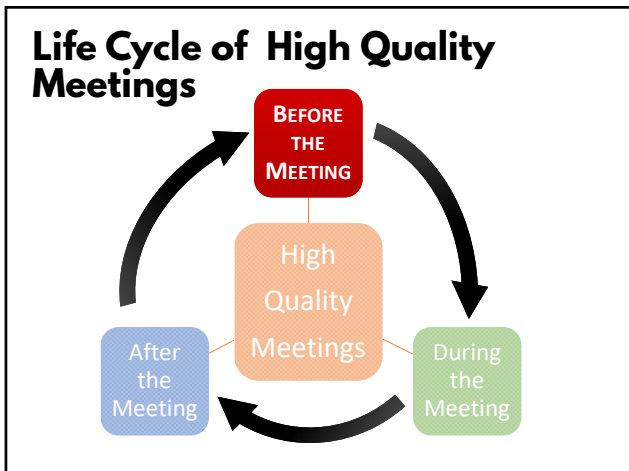 Life Cycle of High Quality
Meetings
BEFORE
THE
MEETING
High
Quality
Meetings
After
the
Meeting
During
the
Meeting